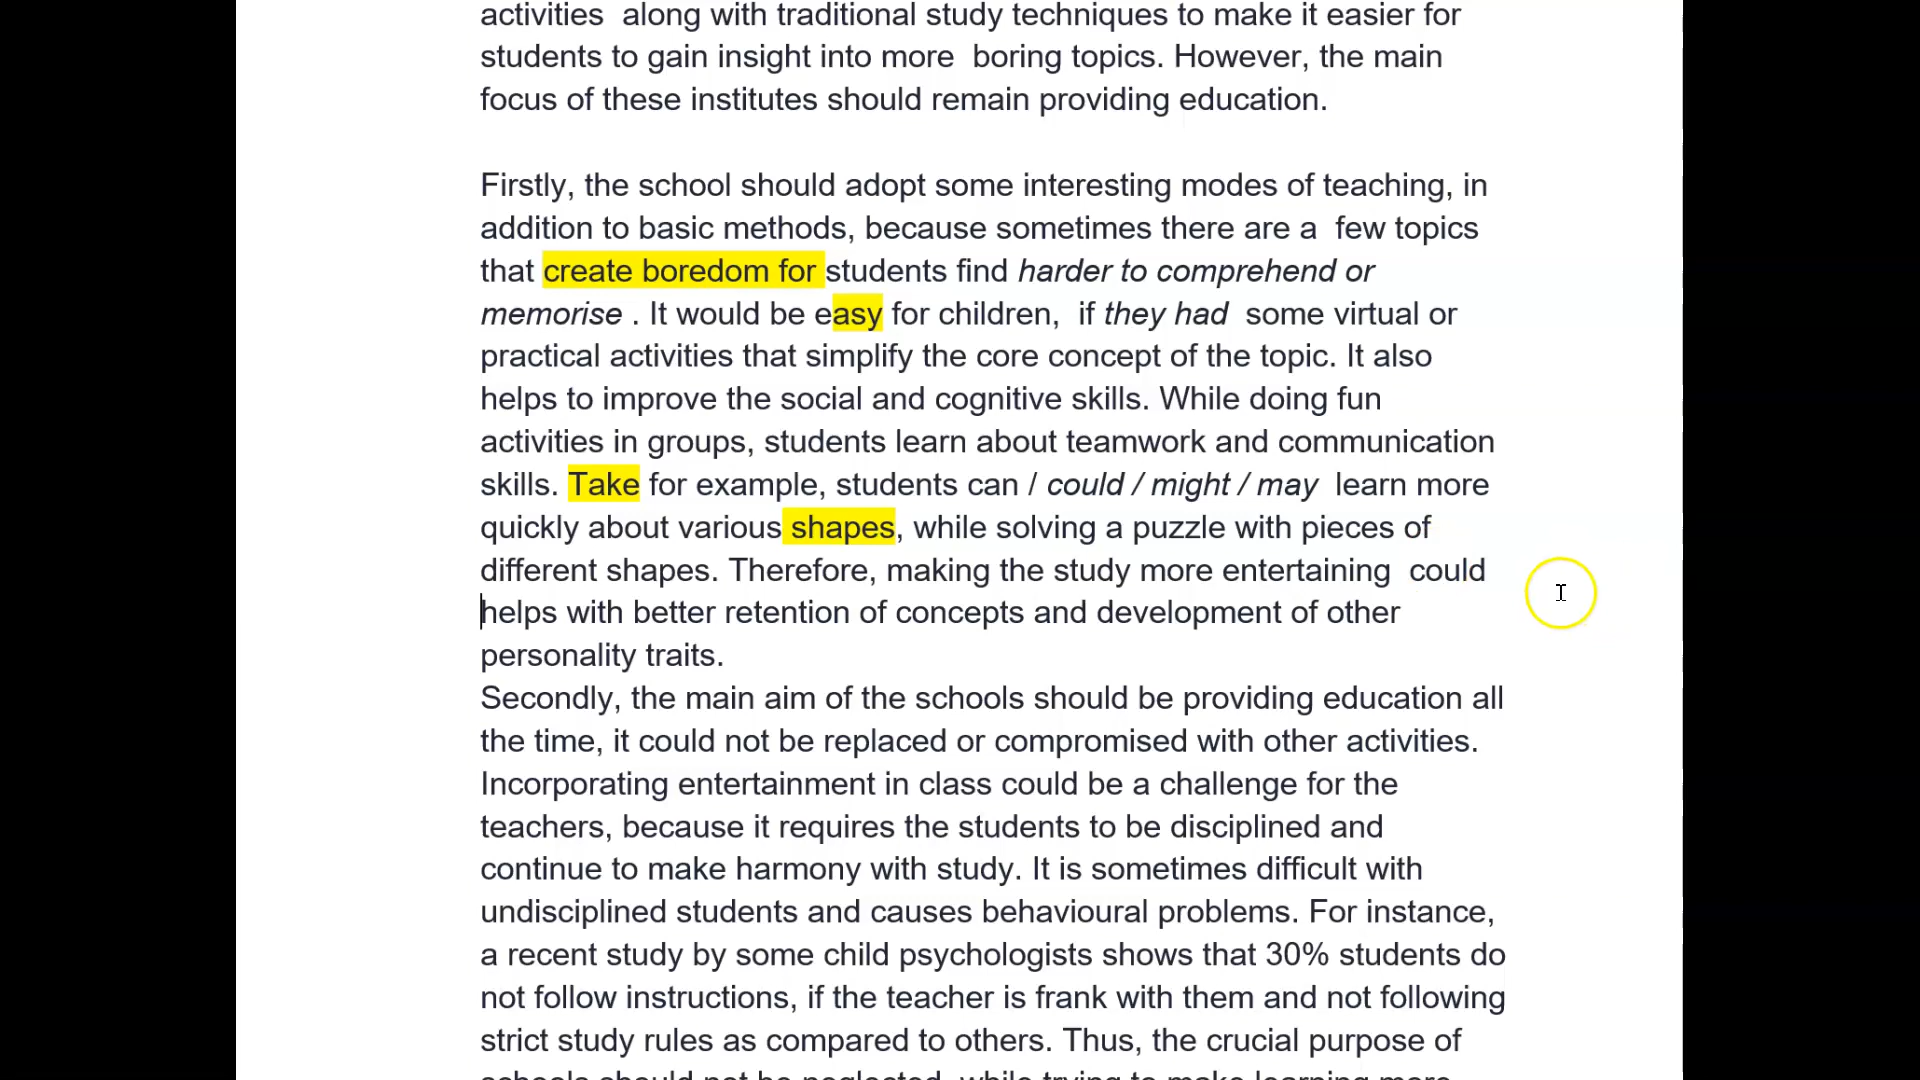 activities  along with traditional study techniques to make it easier for
students to gain insight into more  boring topics. However, the main
focus of these institutes should remain providing education.
Firstly, the school should adopt some interesting modes of teaching, in
addition to basic methods, because sometimes there are a  few topics
that create boredom for students find harder to comprehend or
memorise . It would be easy for children,  if they had  some virtual or
practical activities that simplify the core concept of the topic. It also
helps to improve the social and cognitive skills. While doing fun
activities in groups, students learn about teamwork and communication
skills. Take for example, students can / could / might / may  learn more
quickly about various shapes, while solving a puzzle with pieces of
different shapes. Therefore, making the study more entertaining  could
helps with better retention of concepts and development of other
personality traits.
Secondly, the main aim of the schools should be providing education all
the time, it could not be replaced or compromised with other activities.
Incorporating entertainment in class could be a challenge for the
teachers, because it requires the students to be disciplined and
continue to make harmony with study. It is sometimes difficult with
undisciplined students and causes behavioural problems. For instance,
a recent study by some child psychologists shows that 30% students do
not follow instructions, if the teacher is frank with them and not following
strict study rules as compared to others. Thus, the crucial purpose of
schools should not be neglected, while trying to make learning more